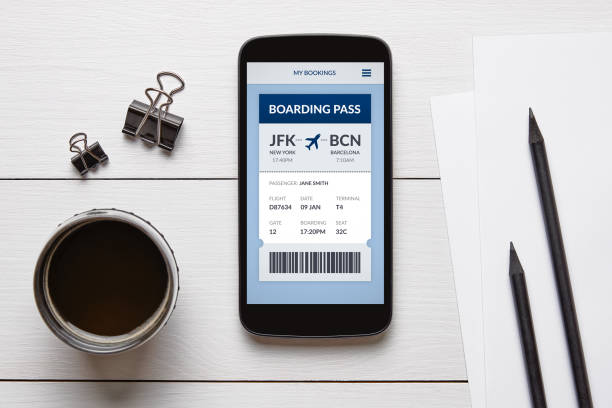 MY BOOKINGS
BOARDING PASS
JFK BCN
NEW YORK BARCELONA
17:40PM 7:10AM
PASSENGER: JANE SMITH
FLIGHT DATE TERMINAL
D87634 09 JAN T4
GATE BOARDING SEAT
12 17:20PM 32C